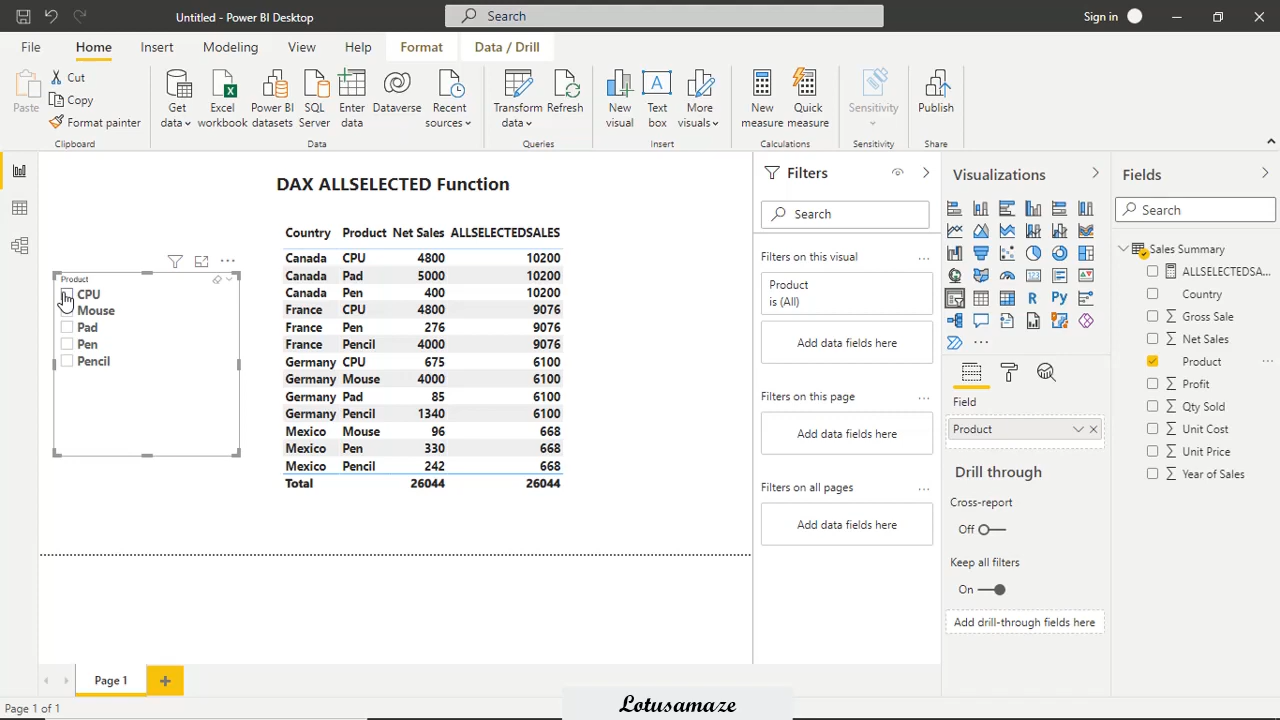 Untitled - Power BI Desktop
Search
Sign in
File Home Insert Modeling View Help Format Data / Drill
Paste
Cut
Copy
Format painter
Clipboard
Get data
Excel workbook
Power BI datasets
SQL Server
Enter data
Dataverse
Recent sources
Data
Transform data
Refresh
Queries
New visual
Text box
More visuals
Insert
New measure
Quick measure
Calculations
Sensitivity
Sensitivity
Publish
Share
DAX ALLSELECTED Function
Product
CPU
Mouse
Pad
Pen
Pencil
Country Product Net Sales ALLSELECTEDSALES
Canada CPU 4800 10200
Canada Pad 5000 10200
Canada Pen 400 10200
France CPU 4800 9076
France Pen 276 9076
France Pencil 4000 9076
Germany CPU 675 6100
Germany Mouse 4000 6100
Germany Pad 85 6100
Germany Pencil 1340 6100
Mexico Mouse 96 668
Mexico Pen 330 668
Mexico Pencil 242 668
Total 26044 26044
Filters
Search
Filters on this visual
Product
is (All)
Add data fields here
Filters on this page
Add data fields here
Filters on all pages
Add data fields here
Visualizations
R Py
Field
Product
Drill through
Cross-report
Off
Keep all filters
On
Add drill-through fields here
Fields
Search
Sales Summary
ALLSELECTEDSA...
Country
Gross Sale
Net Sales
Product
Profit
Qty Sold
Unit Cost
Unit Price
Year of Sales
Page 1
Page 1 of 1
Lotusamaze